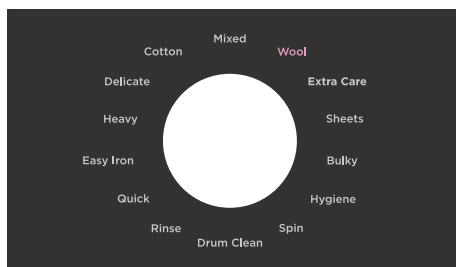 Mixed
Cotton
Wool
Delicate
Extra Care
Heavy
Sheets
Easy Iron
Bulky
Quick
Hygiene
Rinse
Spin
Drum Clean